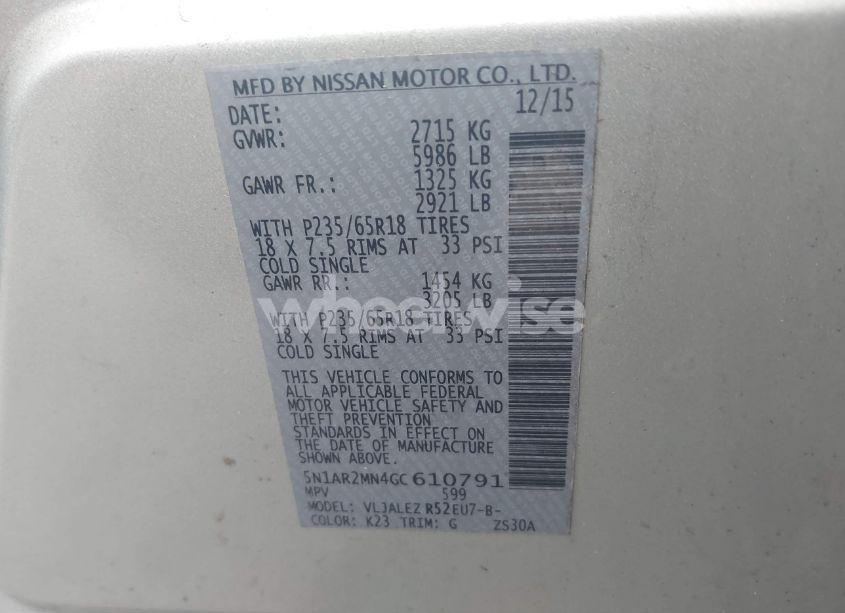 MFD BY NISSAN MOTOR CO., LTD.
DATE: 12/15
GVWR: 2715 KG
5986 LB
GAWR FR.: 1325 KG
2921 LB
WITH P235/65R18 TIRES
18 X 7.5 RIMS AT 33 PSI
COLD SINGLE
GAWR RR.: 1454 KG
3205 LB
wheelwise
WITH P235/65R18 TIRES
18 X 7.5 RIMS AT 33 PSI
COLD SINGLE
THIS VEHICLE CONFORMS TO
ALL APPLICABLE FEDERAL
MOTOR VEHICLE SAFETY AND
THEFT PREVENTION
STANDARDS IN EFFECT ON
THE DATE OF MANUFACTURE
SHOWN ABOVE.
5N1AR2MN4GC610791
MPV 599
MODEL: VLJALEZ R52EU7-B-
COLOR: K23 TRIM: G ZS30A